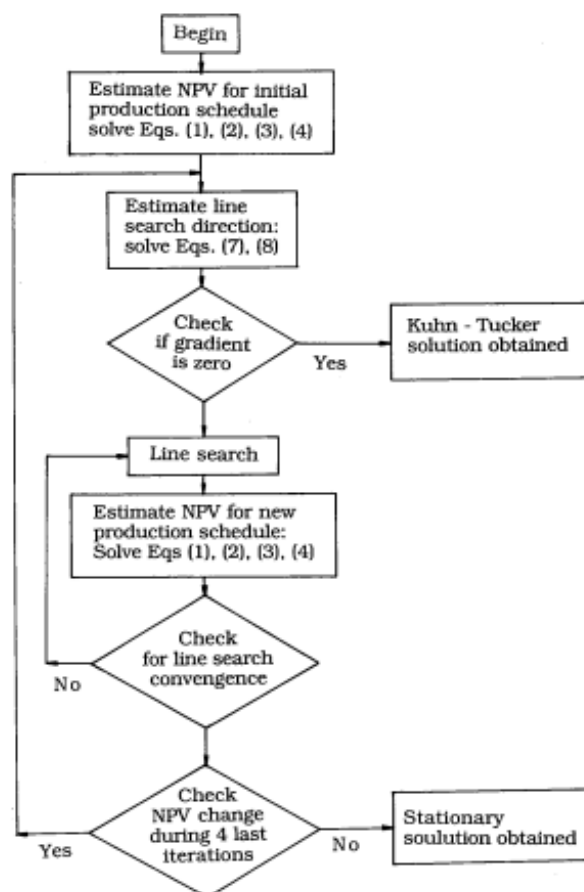 Begin
Estimate NPV for initial
production schedule
solve Eqs. (1), (2), (3), (4)
Estimate line
search direction:
solve Eqs. (7), (8)
Check
if gradient
is zero
Yes
Kuhn - Tucker
solution obtained
Line search
Estimate NPV for new
production schedule:
Solve Eqs (1), (2), (3), (4)
Check
for line search
convengence
No
Check
NPV change
during 4 last
iterations
Yes
No
Stationary
soulution obtained